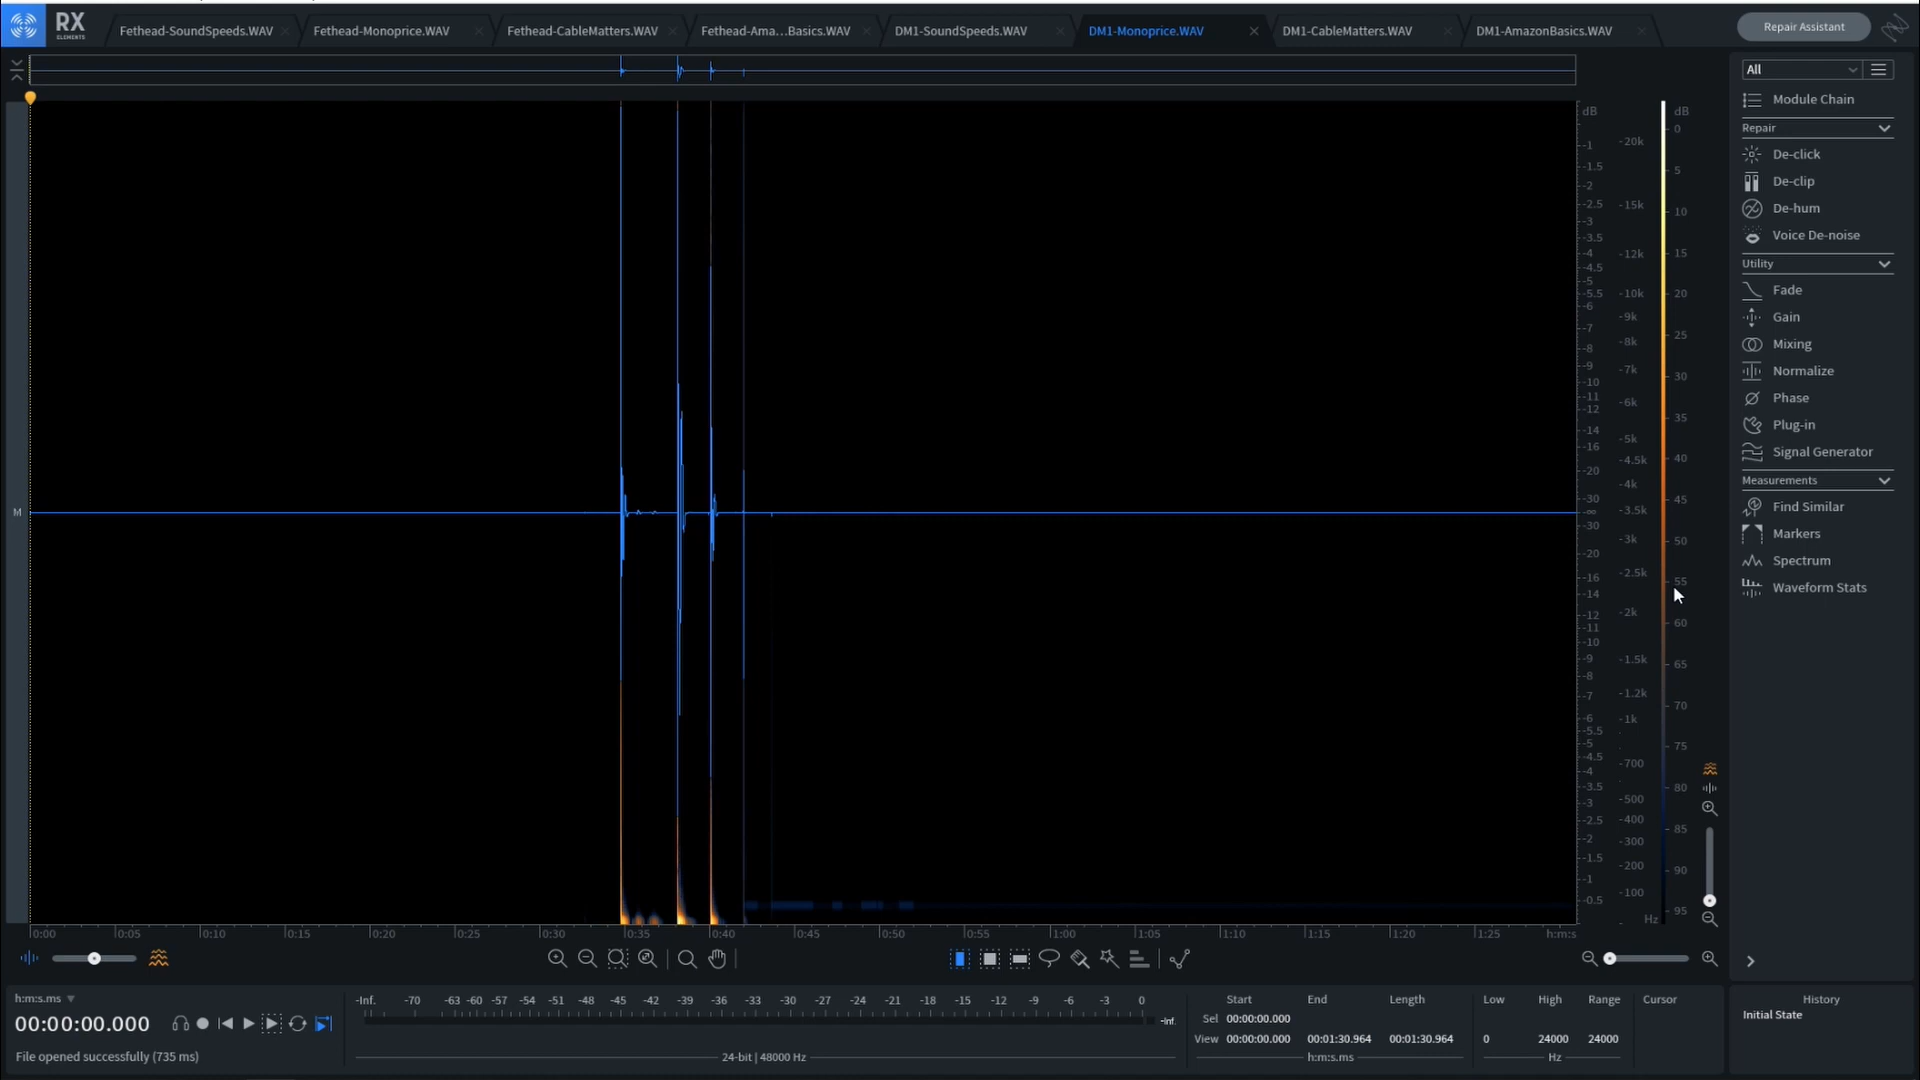 RX
ELEMENTS
Fethead-SoundSpeeds.WAV
Fethead-Monoprice.WAV
Fethead-CableMatters.WAV
Fethead-Ama...Basics.WAV
DM1-SoundSpeeds.WAV
DM1-Monoprice.WAV
DM1-CableMatters.WAV
DM1-AmazonBasics.WAV
Repair Assistant
All
Module Chain
Repair
De-click
De-clip
De-hum
Voice De-noise
Utility
Fade
Gain
Mixing
Normalize
Phase
Plug-in
Signal Generator
Measurements
Find Similar
Markers
Spectrum
Waveform Stats
M
dB
-1
-1.5
-2
-2.5
-3
-3.5
-4
-4.5
-5
-5.5
-6
-7
-8
-9
-10
-11
-12
-14
-16
-20
-30
-∞
-30
-20
-16
-14
-12
-11
-10
-9
-8
-7
-6
-5.5
-5
-4.5
-4
-3.5
-3
-2.5
-2
-1.5
-1
-0.5
-20k
-15k
-12k
-10k
-9k
-8k
-7k
-6k
-5k
-4.5k
-4k
-3.5k
-3k
-2.5k
-2k
-1.5k
-1.2k
-1k
-700
-500
-400
-300
-200
-100
Hz
dB
0
5
10
15
20
25
30
35
40
45
50
55
60
65
70
75
80
85
90
95
0:00 0:05 0:10 0:15 0:20 0:25 0:30 0:35 0:40 0:45 0:50 0:55 1:00 1:05 1:10 1:15 1:20 1:25 h:m:s
h:m:s.ms
00:00:00.000
File opened successfully (735 ms)
-Inf. -70 -63 -60 -57 -54 -51 -48 -45 -42 -39 -36 -33 -30 -27 -24 -21 -18 -15 -12 -9 -6 -3 0
-Inf.
24-bit | 48000 Hz
Start End Length
Sel 00:00:00.000
View 00:00:00.000 00:01:30.964 00:01:30.964
h:m:s.ms
Low High Range
0 24000 24000
Hz
Cursor
History
Initial State